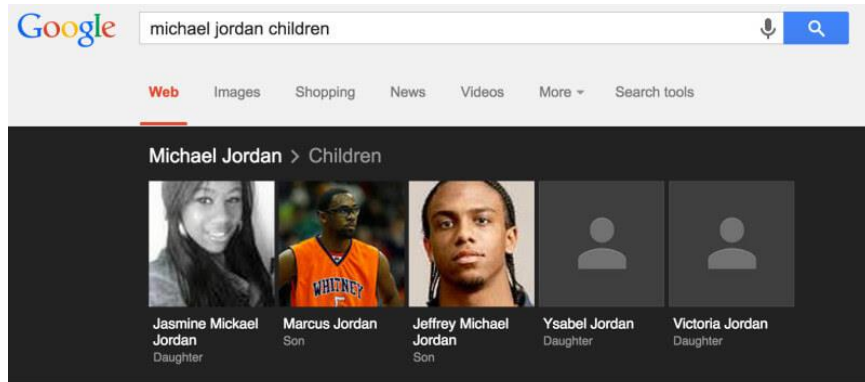 Google michael jordan children
Web Images Shopping News Videos More Search tools
Michael Jordan > Children
WHITNEY
Jasmine Mickael Jordan
Daughter
Marcus Jordan
Son
Jeffrey Michael Jordan
Son
Ysabel Jordan
Daughter
Victoria Jordan
Daughter